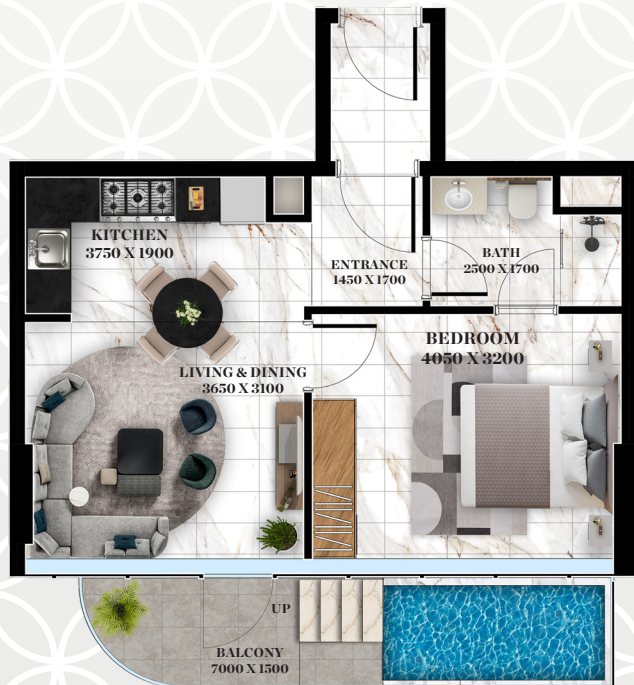 KITCHEN
3750 X 1900
ENTRANCE
1450 X 1700
BATH
2500 X 1700
BEDROOM
4050 X 3200
LIVING & DINING
3650 X 3100
UP
BALCONY
7000 X 1500